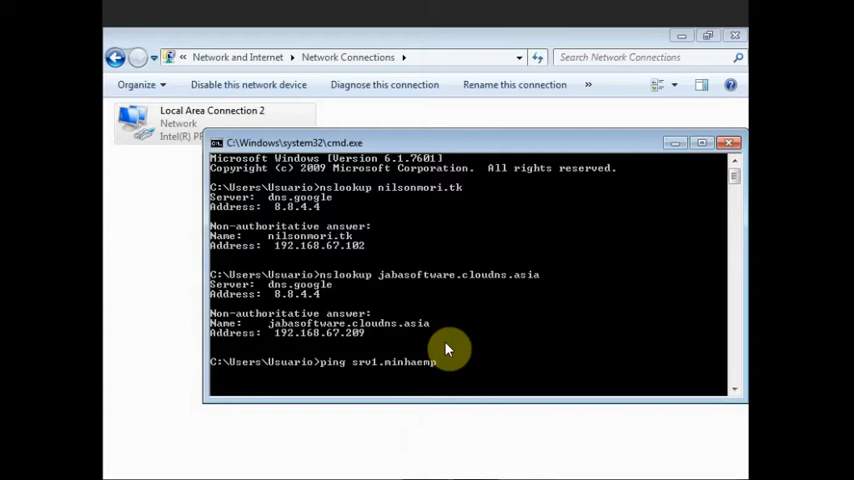 Network and Internet
Network Connections
Search Network Connections
Organize
Disable this network device
Diagnose this connection
Rename this connection
»
Local Area Connection 2
Network
Intel(R)
C:\Windows\system32\cmd.exe
Microsoft Windows [Version 6.1.7601]
Copyright (c) 2009 Microsoft Corporation.  All rights reserved.
C:\Users\Usuario>nslookup nilsonmori.tk
Server:  dns.google
Address:  8.8.4.4
Non-authoritative answer:
Name:    nilsonmori.tk
Address:  192.168.67.102
C:\Users\Usuario>nslookup jabasoftware.cloudns.asia
Server:  dns.google
Address:  8.8.4.4
Non-authoritative answer:
Name:    jabasoftware.cloudns.asia
Address:  192.168.67.209
C:\Users\Usuario>ping srv1.minhaemp